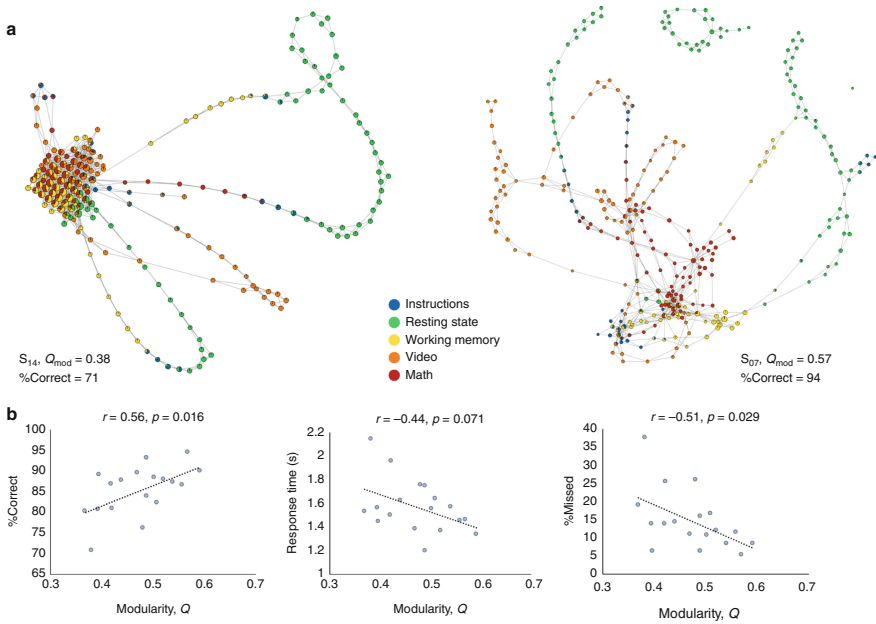 a
Instructions
Resting state
Working memory
Video
Math
S14, Qmod = 0.38
%Correct = 71
S07, Qmod = 0.57
%Correct = 94
b
r = 0.56, p = 0.016
%Correct
100
95
90
85
80
75
70
65
0.3
0.4
0.5
0.6
0.7
Modularity, Q
r = –0.44, p = 0.071
Response time (s)
2.2
2
1.8
1.6
1.4
1.2
1
0.3
0.4
0.5
0.6
0.7
Modularity, Q
r = –0.51, p = 0.029
%Missed
40
35
30
25
20
15
10
5
0
0.3
0.4
0.5
0.6
0.7
Modularity, Q